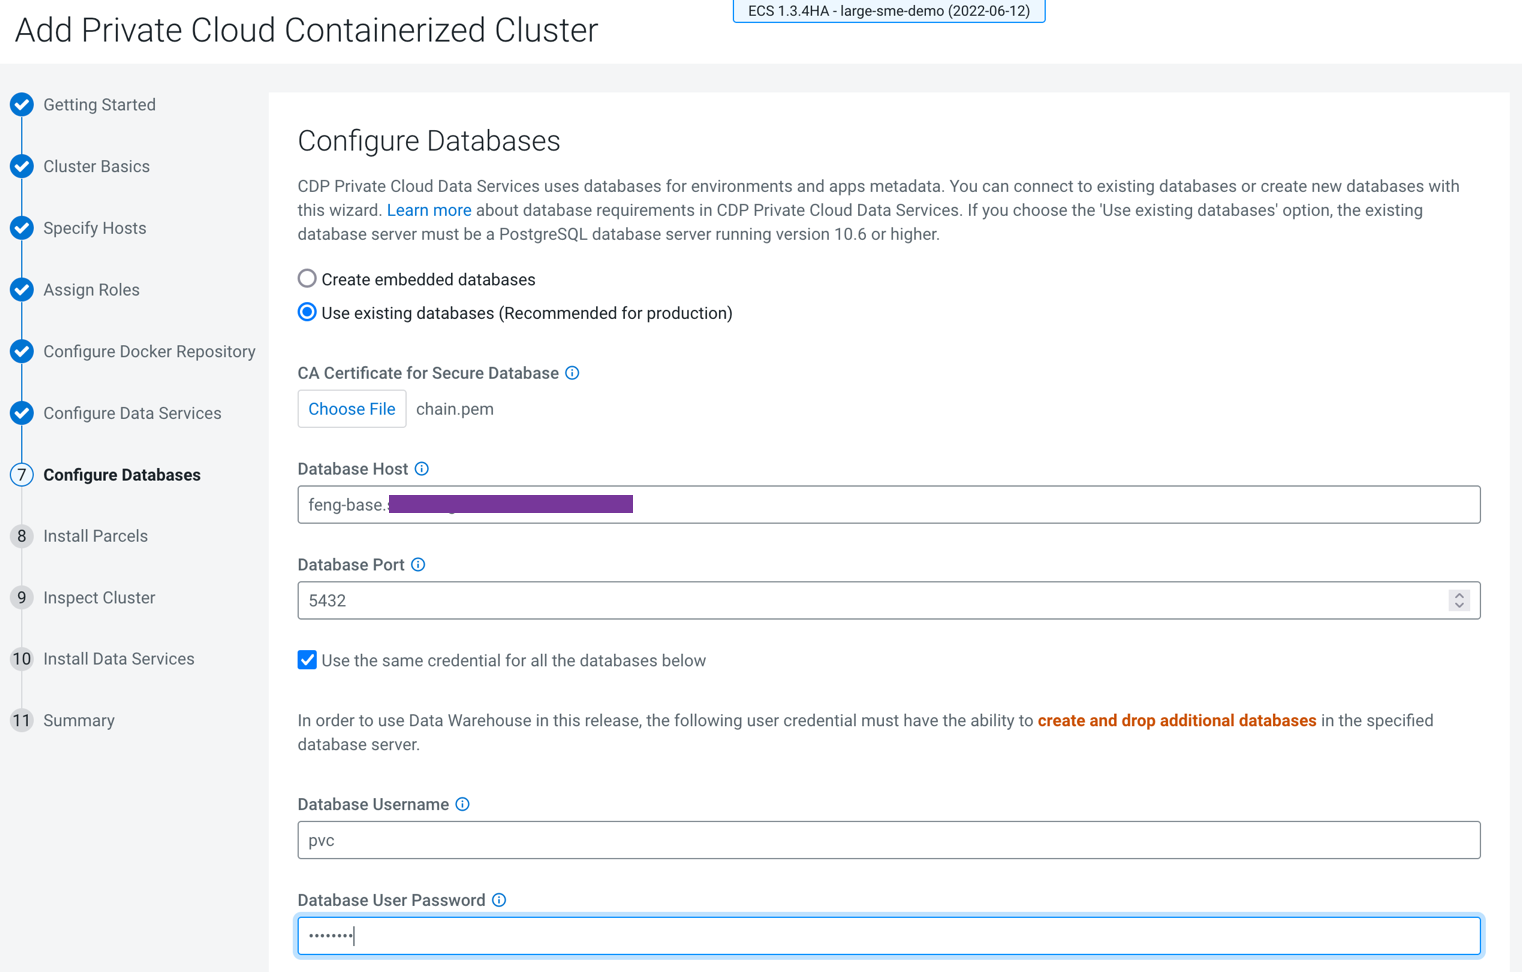 ECS 1.3.4HA - large-sme-demo (2022-06-12)
Add Private Cloud Containerized Cluster
Getting Started
Cluster Basics
Specify Hosts
Assign Roles
Configure Docker Repository
Configure Data Services
7 Configure Databases
8 Install Parcels
9 Inspect Cluster
10 Install Data Services
11 Summary
Configure Databases
CDP Private Cloud Data Services uses databases for environments and apps metadata. You can connect to existing databases or create new databases with
this wizard. Learn more about database requirements in CDP Private Cloud Data Services. If you choose the 'Use existing databases' option, the existing
database server must be a PostgreSQL database server running version 10.6 or higher.
Create embedded databases
Use existing databases (Recommended for production)
CA Certificate for Secure Database
Choose File chain.pem
Database Host
feng-base.
Database Port
5432
Use the same credential for all the databases below
In order to use Data Warehouse in this release, the following user credential must have the ability to create and drop additional databases in the specified
database server.
Database Username
pvc
Database User Password
••••••••